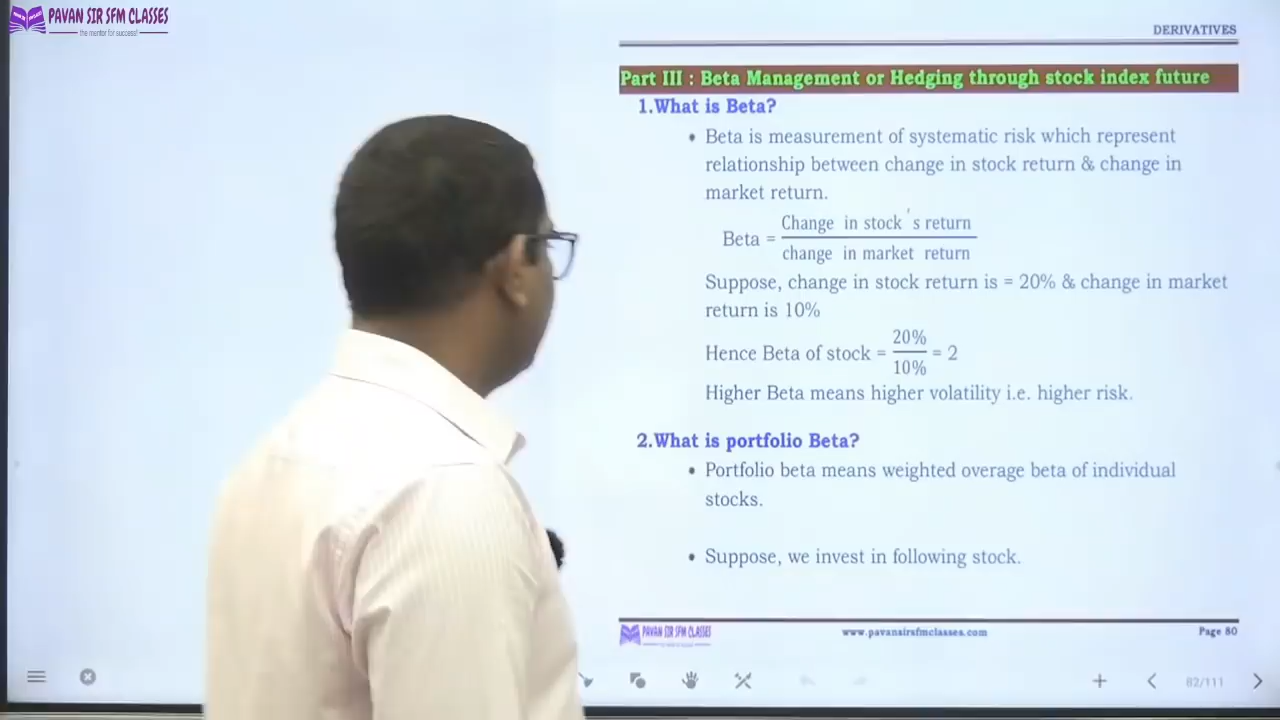 PAVAN SIR SFM CLASSES
the mentor for success!
DERIVATIVES
Part III : Beta Management or Hedging through stock index future
1.What is Beta?
• Beta is measurement of systematic risk which represent
relationship between change in stock return & change in
market return.
Beta = Change in stock's return / change in market return
Suppose, change in stock return is = 20% & change in market
return is 10%
Hence Beta of stock = 20% / 10% = 2
Higher Beta means higher volatility i.e. higher risk.
2.What is portfolio Beta?
• Portfolio beta means weighted overage beta of individual
stocks.
• Suppose, we invest in following stock.
PAVAN SIR SFM CLASSES
www.pavansirsfmclasses.com
Page 80
82/111